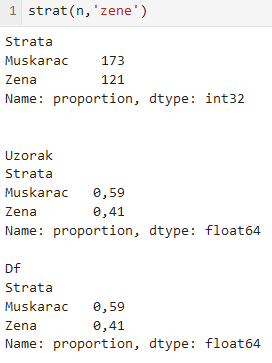 1 strat(n,'zene')
Strata
Muskarac 173
Zena 121
Name: proportion, dtype: int32
Uzorak
Strata
Muskarac 0,59
Zena 0,41
Name: proportion, dtype: float64
Df
Strata
Muskarac 0,59
Zena 0,41
Name: proportion, dtype: float64